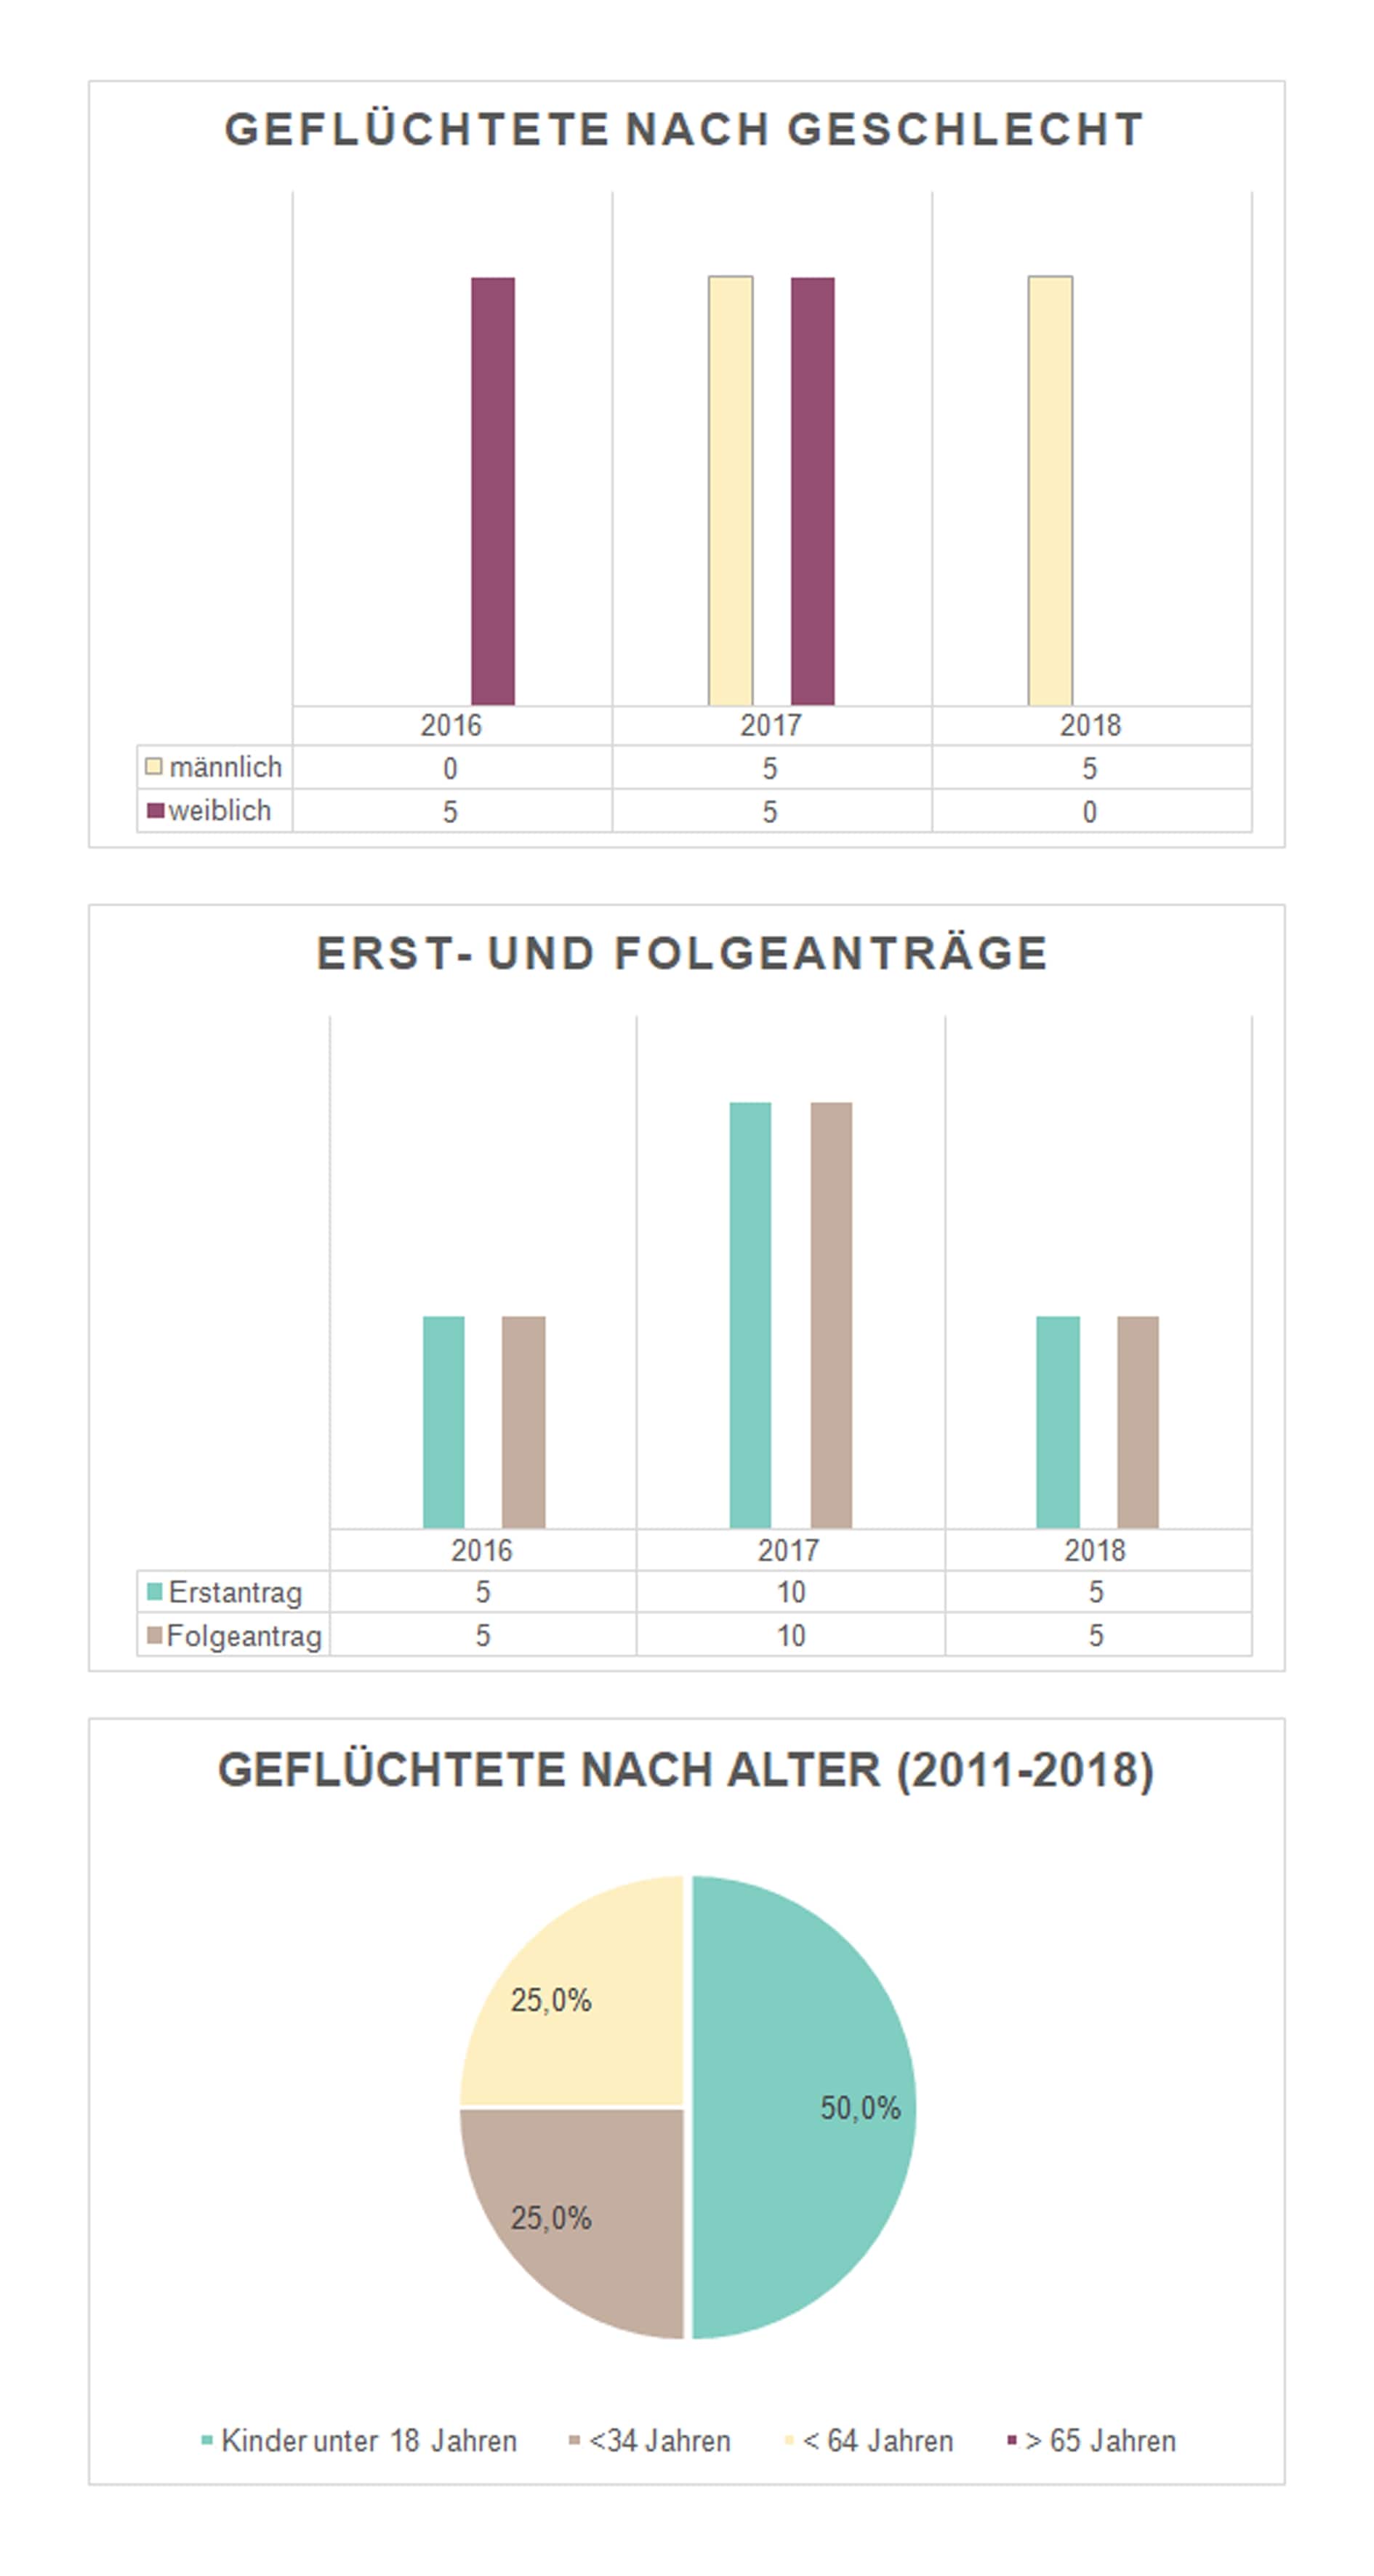 GEFLÜCHTETE NACH GESCHLECHT
2016 2017 2018
männlich 0 5 5
weiblich 5 5 0
ERST- UND FOLGEANTRÄGE
2016 2017 2018
Erstantrag 5 10 5
Folgeantrag 5 10 5
GEFLÜCHTETE NACH ALTER (2011-2018)
25,0%
50,0%
25,0%
Kinder unter 18 Jahren <34 Jahren < 64 Jahren > 65 Jahren